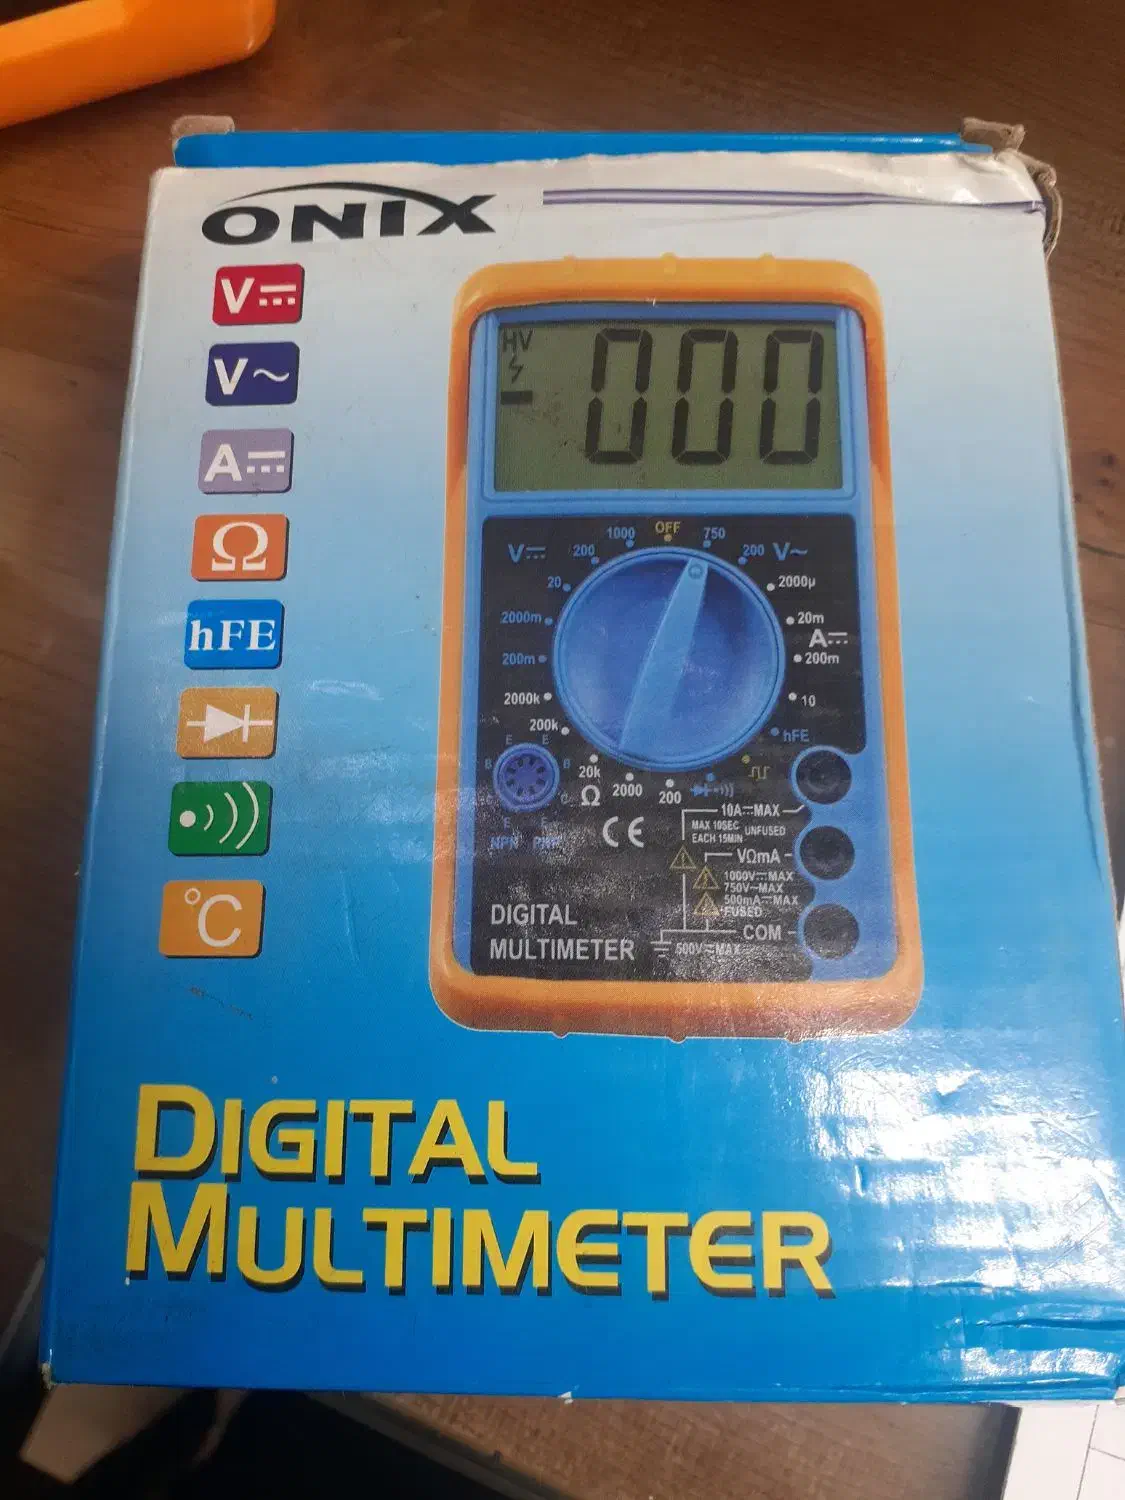 ONIX
V⎓
V~
A⎓
Ω
hFE
°C
HV
000
OFF
1000
750
V⎓
200
200
V~
20
2000µ
2000m
20m
A⎓
200m
200m
2000k
10
200k
hFE
E E
B B
20k
Ω
2000
200
C
E E
NPN PNP
CE
10A⎓MAX
MAX 10SEC
EACH 15MIN
UNFUSED
VΩmA
1000V⎓MAX
750V~MAX
500mA⎓MAX
FUSED
COM
500V⎓MAX
DIGITAL
MULTIMETER
DIGITAL
MULTIMETER